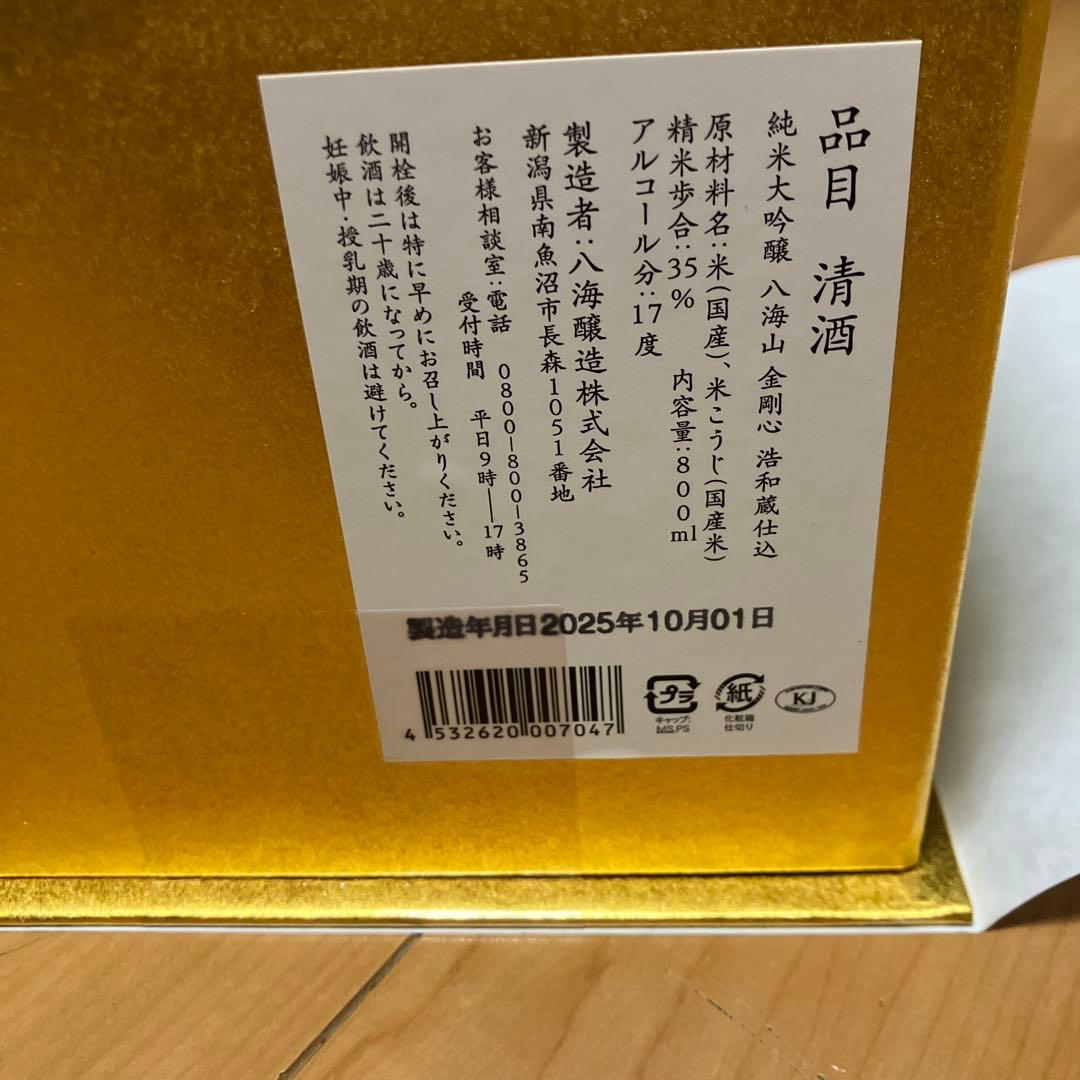 品目 清酒
純米大吟醸 八海山 金剛心 浩和蔵仕込
原材料名:米(国産)、米こうじ(国産米)
精米歩合:35% 内容量:800ml
アルコール分:17度
製造者:八海醸造株式会社
新潟県南魚沼市長森1051番地
お客様相談室:電話 0800-800-3865
受付時間 平日9時—17時
開栓後は特に早めにお召し上がりください。
飲酒は二十歳になってから。
妊娠中・授乳期の飲酒は避けてください。
製造年月日2025年10月01日
4 532620 007047
プラ
キャップ:
MS,PS
紙
化粧箱
仕切り
KJ